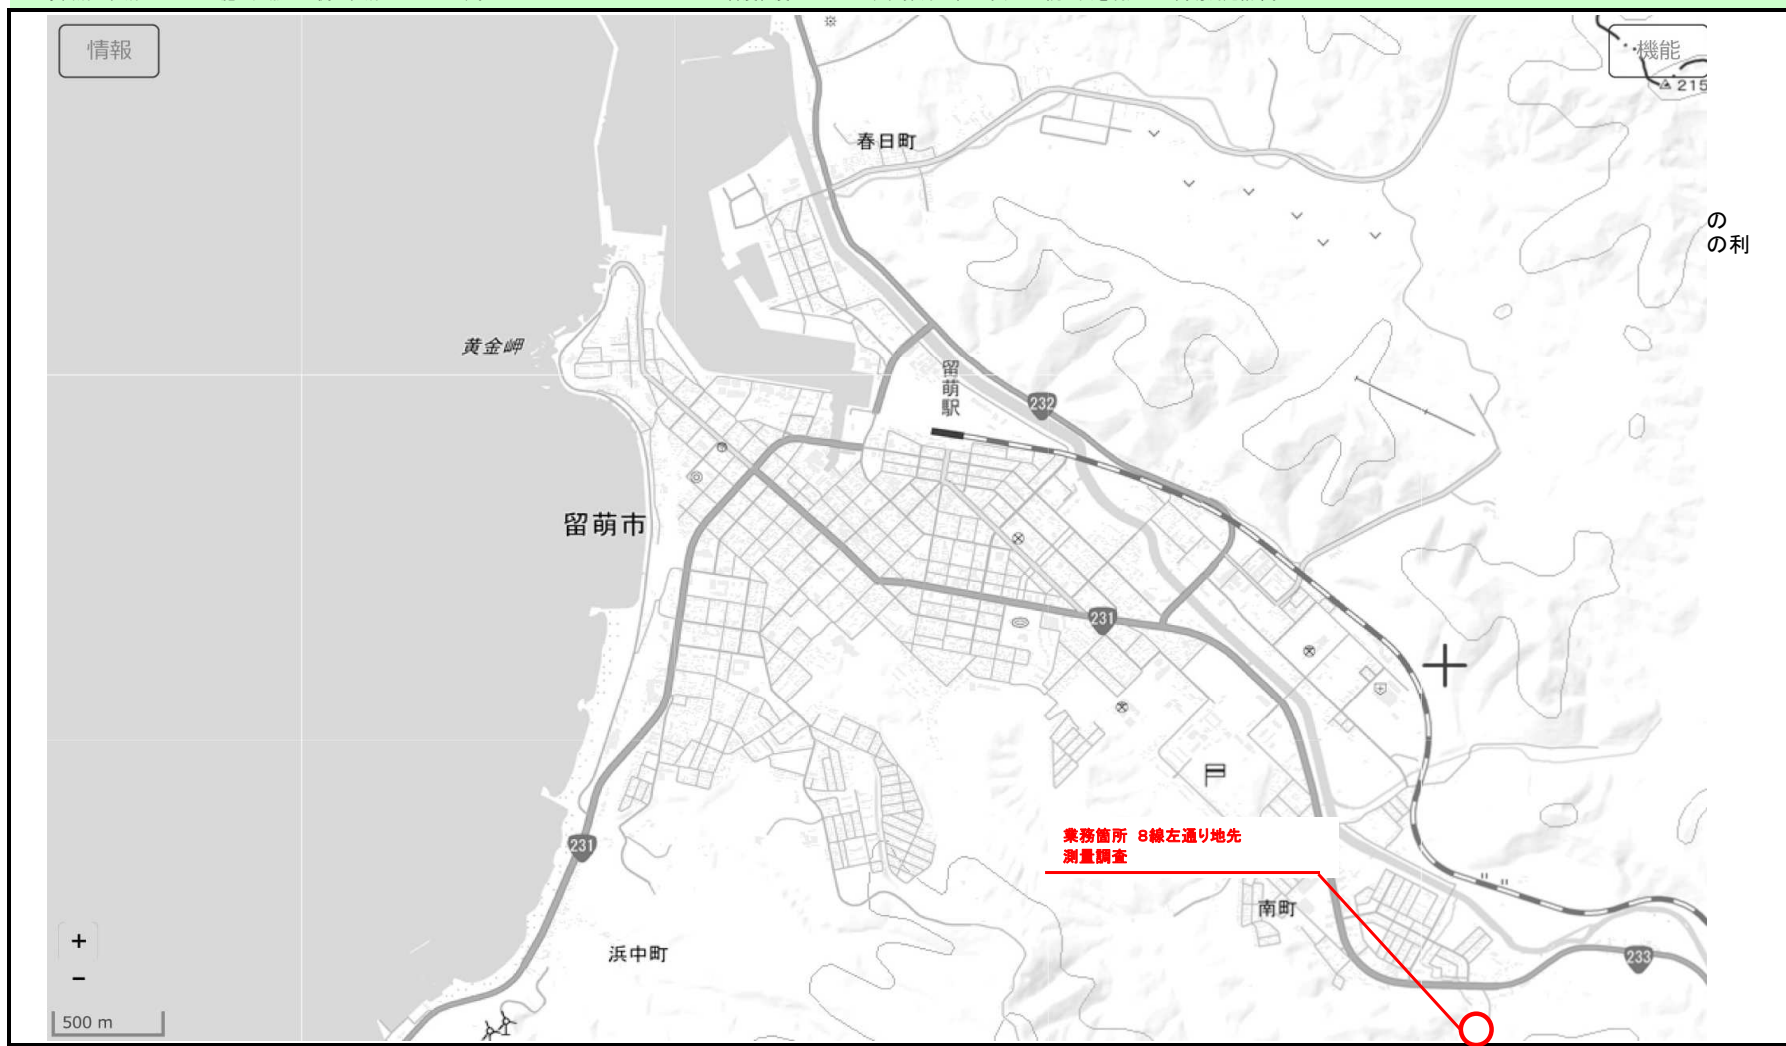 情報
機能
215
春日町
の
の利
黄金岬
留萌駅
232
留萌市
231
業務箇所 8線左通り地先
測量調査
231
南町
浜中町
233
+
−
500 m